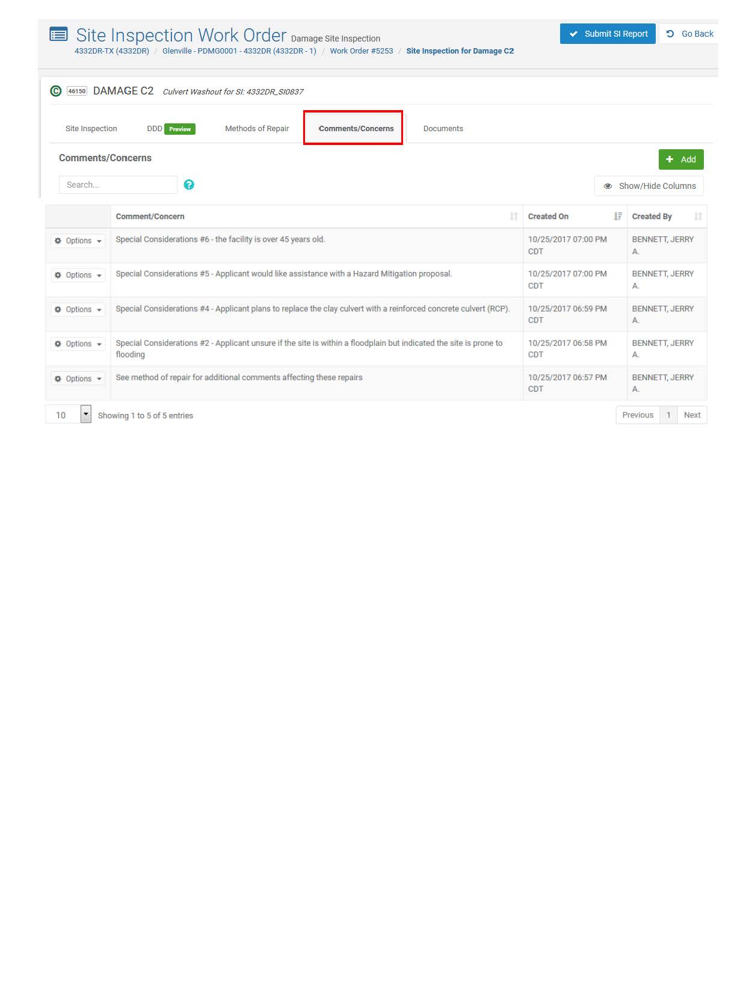 Site Inspection Work Order Damage Site Inspection
Submit SI Report Go Back
4332DR-TX (4332DR) / Glenville - PDMG0001 - 4332DR (4332DR - 1) / Work Order #5253 / Site Inspection for Damage C2
46150 DAMAGE C2 Culvert Washout for SI: 4332DR_SI0837
Site Inspection DDD Preview Methods of Repair Comments/Concerns Documents
Comments/Concerns
+ Add
Search... ?
Show/Hide Columns
Comment/Concern Created On Created By
Options Special Considerations #6 - the facility is over 45 years old. 10/25/2017 07:00 PM BENNETT, JERRY
CDT A.
Options Special Considerations #5 - Applicant would like assistance with a Hazard Mitigation proposal. 10/25/2017 07:00 PM BENNETT, JERRY
CDT A.
Options Special Considerations #4 - Applicant plans to replace the clay culvert with a reinforced concrete culvert (RCP). 10/25/2017 06:59 PM BENNETT, JERRY
CDT A.
Options Special Considerations #2 - Applicant unsure if the site is within a floodplain but indicated the site is prone to 10/25/2017 06:58 PM BENNETT, JERRY
flooding CDT A.
Options See method of repair for additional comments affecting these repairs 10/25/2017 06:57 PM BENNETT, JERRY
CDT A.
10 Showing 1 to 5 of 5 entries Previous 1 Next